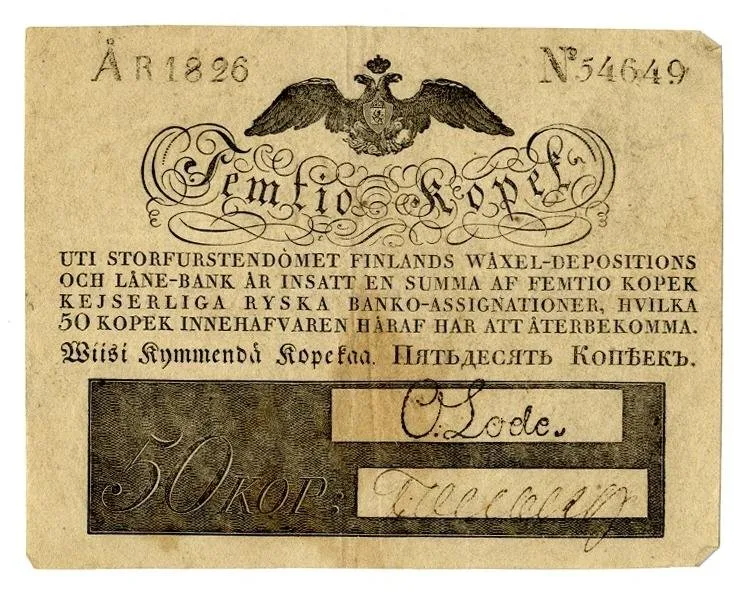 ÅR 1826
No 54649
Femtio Kopek
UTI STORFURSTENDÖMET FINLANDS WÄXEL-DEPOSITIONS
OCH LÅNE-BANK ÄR INSATT EN SUMMA AF FEMTIO KOPEK
KEJSERLIGA RYSKA BANKO-ASSIGNATIONER, HVILKA
50 KOPEK INNEHAFVAREN HÄRAF HAR ATT ÅTERBEKOMMA.
Wiisi Kymmendä Kopekaa. Пятьдесять Копѣекъ.
O. Lode.
50 KOP: